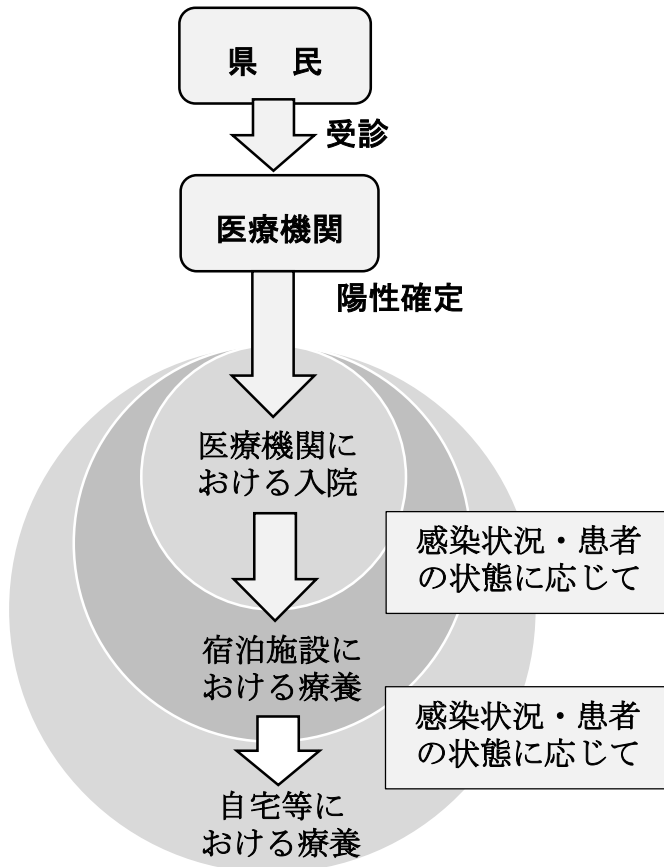 県　民
受診
医療機関
陽性確定
医療機関に
おける入院
感染状況・患者
の状態に応じて
宿泊施設に
おける療養
感染状況・患者
の状態に応じて
自宅等に
おける療養